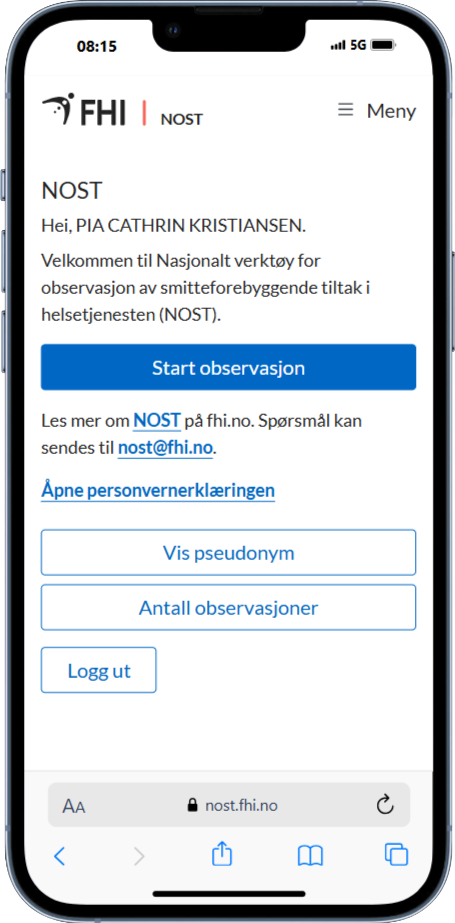 08:15
5G
FHI | NOST
Meny
NOST
Hei, PIA CATHRIN KRISTIANSEN.
Velkommen til Nasjonalt verktøy for
observasjon av smitteforebyggende tiltak i
helsetjenesten (NOST).
Start observasjon
Les mer om NOST på fhi.no. Spørsmål kan
sendes til nost@fhi.no.
Åpne personvernerklæringen
Vis pseudonym
Antall observasjoner
Logg ut
AA
nost.fhi.no